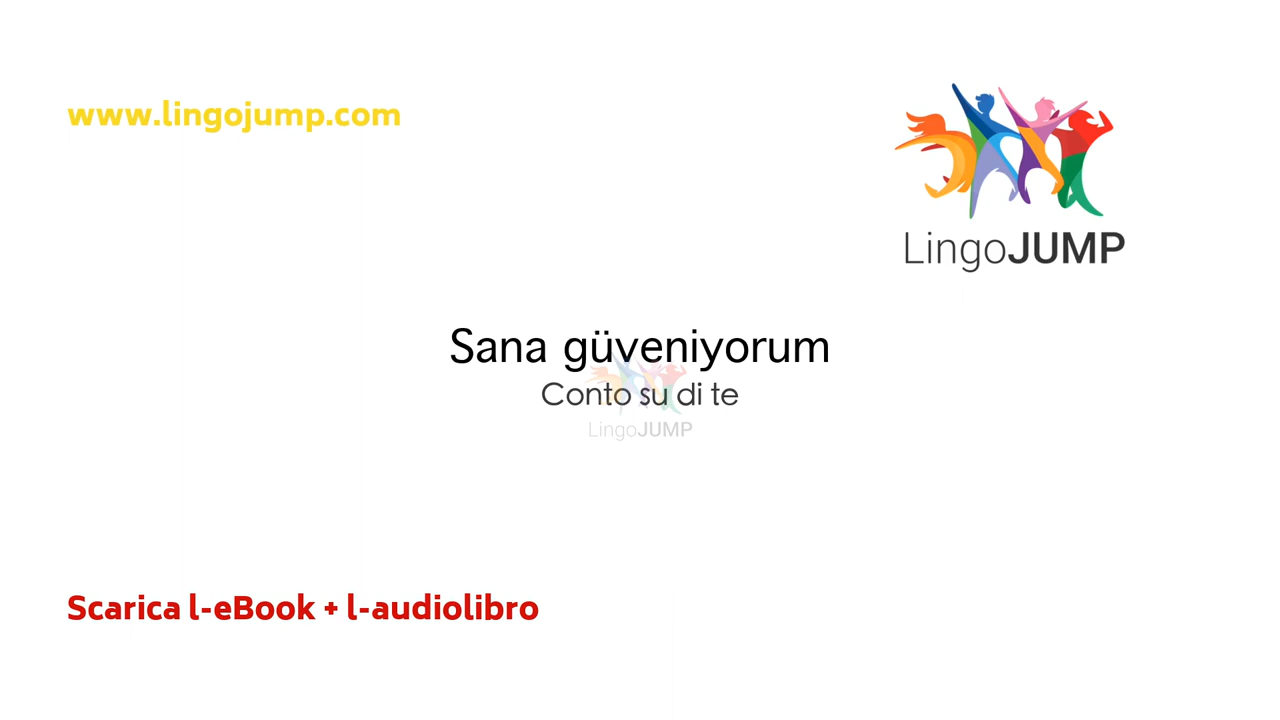 www.lingojump.com
LingoJUMP
Sana güveniyorum
Conto su di te
LingoJUMP
Scarica l-eBook + l-audiolibro